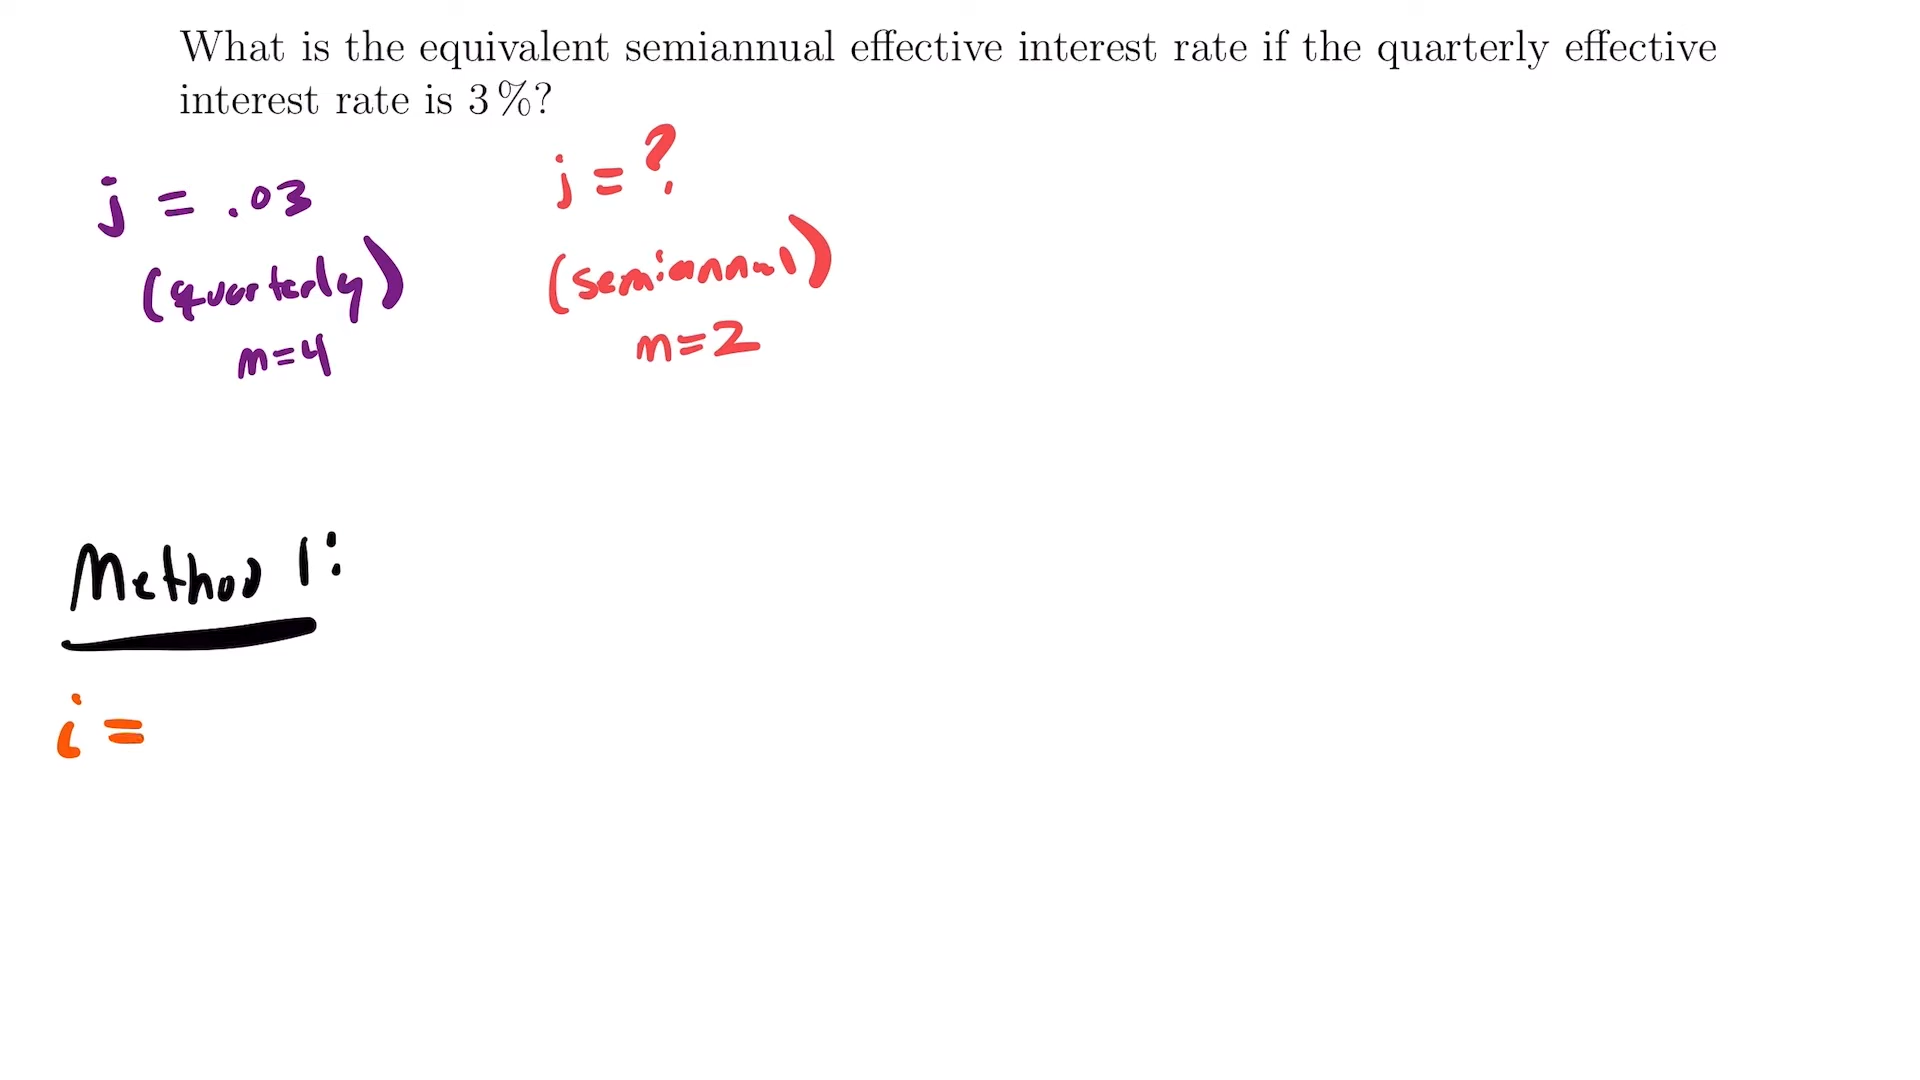 What is the equivalent semiannual effective interest rate if the quarterly effective
interest rate is 3 %?
j = .03
(quarterly)
m=4
j = ?
(semiannual)
m=2
Method 1:
i =